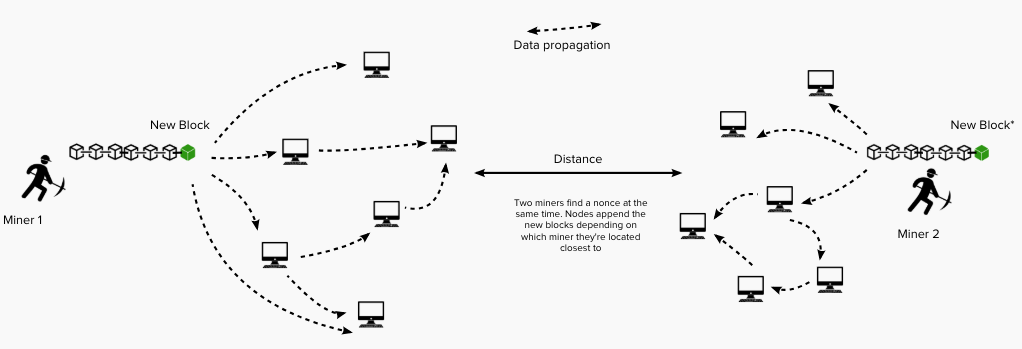 Data propagation
New Block
New Block*
Distance
Miner 1
Two miners find a nonce at the
same time. Nodes append the
new blocks depending on
which miner they're located
closest to
Miner 2